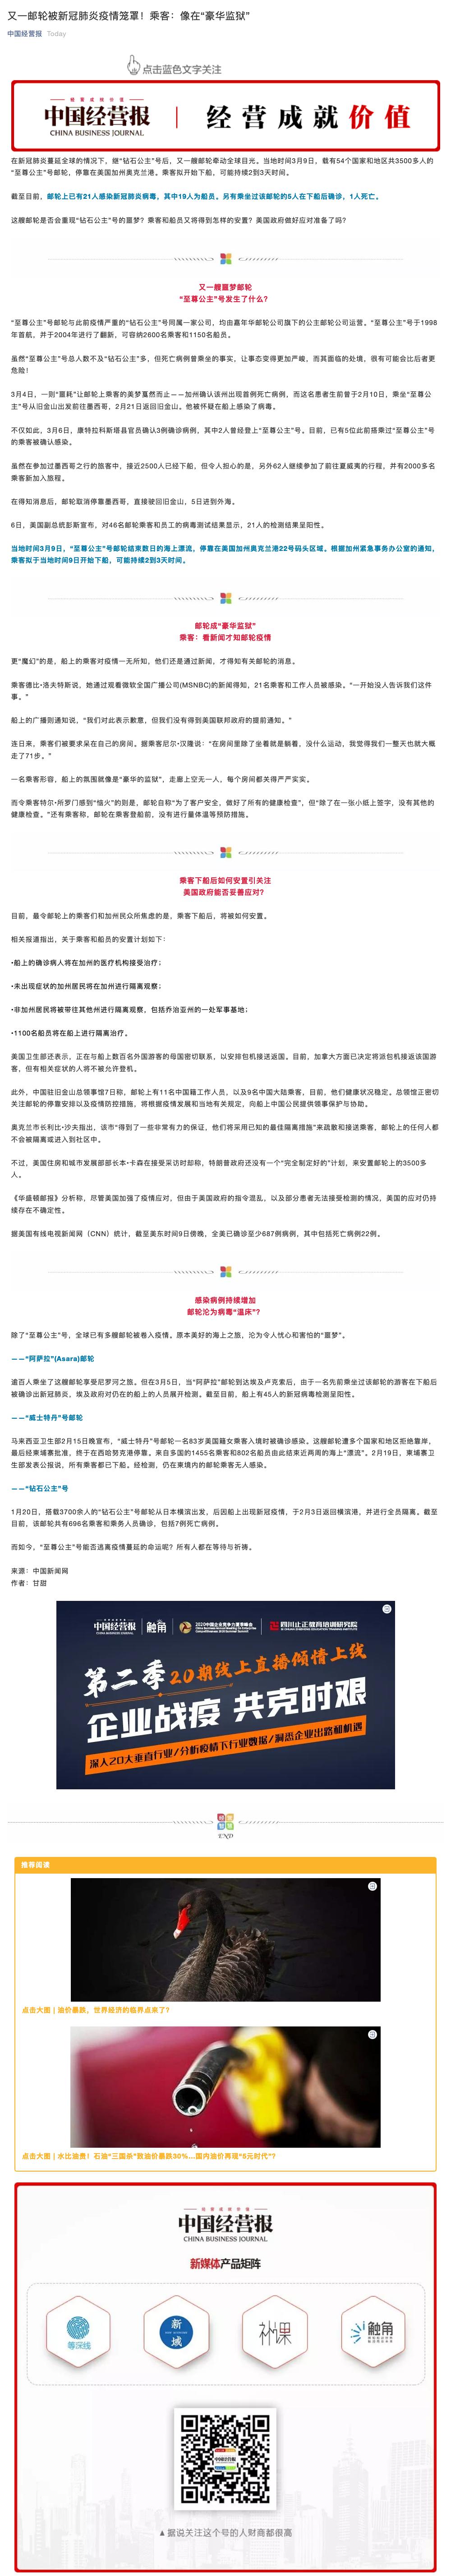 又一邮轮被新冠肺炎疫情笼罩！乘客：像在“豪华监狱”
中国经营报 Today
点击蓝色文字关注
经营成就价值
中国经营报
CHINA BUSINESS JOURNAL
经营成就价值
在新冠肺炎蔓延全球的情况下，继“钻石公主”号后，又一艘邮轮牵动全球目光。当地时间3月9日，载有54个国家和地区共3500多人的
“至尊公主”号邮轮，停靠在美国加州奥克兰港。乘客拟开始下船，可能持续2到3天时间。
截至目前，邮轮上已有21人感染新冠肺炎病毒，其中19人为船员。另有乘坐过该邮轮的5人在下船后确诊，1人死亡。
这艘邮轮是否会重现“钻石公主”号的噩梦？乘客和船员又将得到怎样的安置？美国政府做好应对准备了吗？
又一艘噩梦邮轮
“至尊公主”号发生了什么？
“至尊公主”号邮轮与此前疫情严重的“钻石公主”号同属一家公司，均由嘉年华邮轮公司旗下的公主邮轮公司运营。“至尊公主”号于1998
年首航，并于2004年进行了翻新，可容纳2600名乘客和1150名船员。
虽然“至尊公主”号总人数不及“钻石公主”多，但死亡病例曾乘坐的事实，让事态变得更加严峻，而其面临的处境，很有可能会比后者更
危险！
3月4日，一则“噩耗”让邮轮上乘客的美梦戛然而止——加州确认该州出现首例死亡病例，而这名患者生前曾于2月10日，乘坐“至尊公
主”号从旧金山出发前往墨西哥，2月21日返回旧金山。他被怀疑在船上感染了病毒。
不仅如此，3月6日，康特拉科斯塔县官员确认3例确诊病例，其中2人曾经登上“至尊公主”号。目前，已有5位此前搭乘过“至尊公主”号
的乘客被确认感染。
虽然在参加过墨西哥之行的旅客中，接近2500人已经下船，但令人担心的是，另外62人继续参加了前往夏威夷的行程，并有2000多名
乘客新加入旅程。
在得知消息后，邮轮取消停靠墨西哥，直接驶回旧金山，5日进到外海。
6日，美国副总统彭斯宣布，对46名邮轮乘客和员工的病毒测试结果显示，21人的检测结果呈阳性。
当地时间3月9日，“至尊公主”号邮轮结束数日的海上漂流，停靠在美国加州奥克兰港22号码头区域。根据加州紧急事务办公室的通知，
乘客拟于当地时间9日开始下船，可能持续2到3天时间。
邮轮成“豪华监狱”
乘客：看新闻才知邮轮疫情
更“魔幻”的是，船上的乘客对疫情一无所知，他们还是通过新闻，才得知有关邮轮的消息。
乘客德比•洛夫特斯说，她通过观看微软全国广播公司(MSNBC)的新闻得知，21名乘客和工作人员被感染。“一开始没人告诉我们这件
事。”
船上的广播则通知说，“我们对此表示歉意，但我们没有得到美国联邦政府的提前通知。”
连日来，乘客们被要求呆在自己的房间。据乘客尼尔•汉隆说：“在房间里除了坐着就是躺着，没什么运动，我觉得我们一整天也就大概
走了71步。”
一名乘客形容，船上的氛围就像是“豪华的监狱”，走廊上空无一人，每个房间都关得严严实实。
而令乘客特尔•所罗门感到“恼火”的则是，邮轮自称“为了客户安全，做好了所有的健康检查”，但“除了在一张小纸上签字，没有其他的
健康检查。”还有乘客称，邮轮在乘客登船前，没有进行量体温等预防措施。
乘客下船后如何安置引关注
美国政府能否妥善应对？
目前，最令邮轮上的乘客们和加州民众所焦虑的是，乘客下船后，将被如何安置。
相关报道指出，关于乘客和船员的安置计划如下：
•船上的确诊病人将在加州的医疗机构接受治疗；
•未出现症状的加州居民将在加州进行隔离观察；
•非加州居民将被带往其他州进行隔离观察，包括乔治亚州的一处军事基地；
•1100名船员将在船上进行隔离治疗。
美国卫生部还表示，正在与船上数百名外国游客的母国密切联系，以安排包机接送返国。目前，加拿大方面已决定将派包机接返该国游
客，但有相关症状的人将不被允许登机。
此外，中国驻旧金山总领事馆7日称，邮轮上有11名中国籍工作人员，以及9名中国大陆乘客，目前，他们健康状况稳定。总领馆正密切
关注邮轮的停靠安排以及疫情防控措施，将根据疫情发展和当地有关规定，向船上中国公民提供领事保护与协助。
奥克兰市长利比•沙夫指出，该市“得到了一些非常有力的保证，他们将采用已知的最佳隔离措施”来疏散和接送乘客，邮轮上的任何人都
不会被隔离或进入到社区中。
不过，美国住房和城市发展部部长本•卡森在接受采访时却称，特朗普政府还没有一个“完全制定好的”计划，来安置邮轮上的3500多
人。
《华盛顿邮报》分析称，尽管美国加强了疫情应对，但由于美国政府的指令混乱，以及部分患者无法接受检测的情况，美国的应对仍持
续存在不确定性。
据美国有线电视新闻网（CNN）统计，截至美东时间9日傍晚，全美已确诊至少687例病例，其中包括死亡病例22例。
感染病例持续增加
邮轮沦为病毒“温床”？
除了“至尊公主”号，全球已有多艘邮轮被卷入疫情。原本美好的海上之旅，沦为令人忧心和害怕的“噩梦”。
——“阿萨拉”(Asara)邮轮
逾百人乘坐了这艘邮轮享受尼罗河之旅。但在3月5日，当“阿萨拉”邮轮到达埃及卢克索后，由于一名先前乘坐过该邮轮的游客在下船后
被确诊出新冠肺炎，埃及政府对仍在的船上的人员展开检测。截至目前，船上有45人的新冠病毒检测呈阳性。
——“威士特丹”号邮轮
马来西亚卫生部2月15日晚宣布，“威士特丹”号邮轮一名83岁美国籍女乘客入境时被确诊感染。这艘邮轮遭多个国家和地区拒绝靠岸，
最后经柬埔寨批准，终于在西哈努克港停靠。来自多国的1455名乘客和802名船员由此结束近两周的海上“漂流”。2月19日，柬埔寨卫
生部发表公报说，所有乘客都已下船。经检测，仍在柬境内的邮轮乘客无人感染。
——“钻石公主”号
1月20日，搭载3700余人的“钻石公主”号邮轮从日本横滨出发，后因船上出现新冠疫情，于2月3日返回横滨港，并进行全员隔离。截至
目前，该邮轮共有696名乘客和乘务人员确诊，包括7例死亡病例。
而如今，“至尊公主”号能否逃离疫情蔓延的命运呢？所有人都在等待与祈祷。
来源：中国新闻网
作者：甘甜
中国经营报
触角
2020中国企业竞争力夏季峰会
四川止正教育培训研究院
第二季20期线上直播倾情上线
企业战疫 共克时艰
深入20大垂直行业/分析疫情下行业数据/洞悉企业出路和机遇
END
推荐阅读
点击大图 | 油价暴跌，世界经济的临界点来了？
点击大图 | 水比油贵！石油“三国杀”致油价暴跌30%...国内油价再现“5元时代”？
经营成就价值
中国经营报
CHINA BUSINESS JOURNAL
新媒体产品矩阵
等深线
新域
补课
触角
中国经营报
▲据说关注这个号的人财商都很高